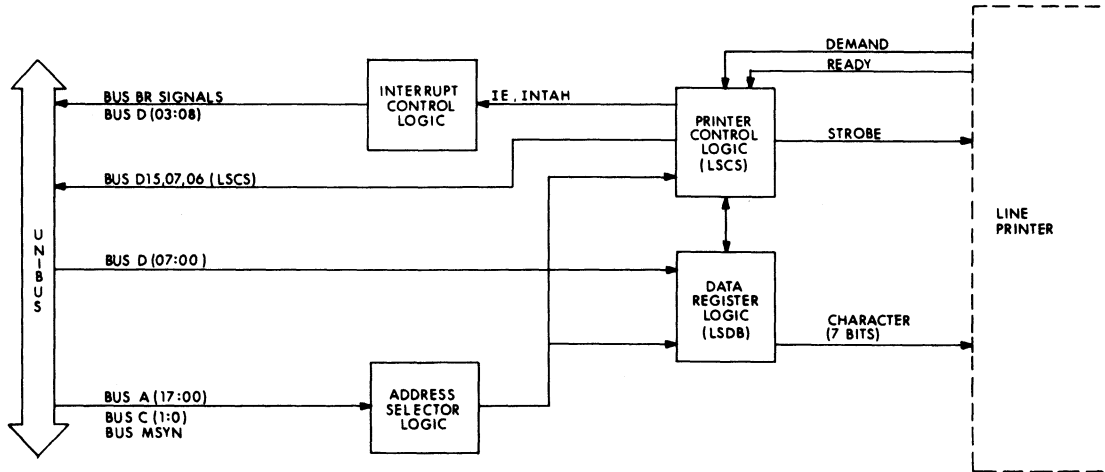 DEMAND
READY
BUS BR SIGNALS
BUS D (03:08)
INTERRUPT
CONTROL
LOGIC
IE, INTAH
PRINTER
CONTROL
LOGIC
(LSCS)
STROBE
BUS D15,07,06 (LSCS)
UNIBUS
LINE
PRINTER
BUS D (07:00)
DATA
REGISTER
LOGIC
(LSDB)
CHARACTER
(7 BITS)
BUS A (17:00)
BUS C (1:0)
BUS MSYN
ADDRESS
SELECTOR
LOGIC